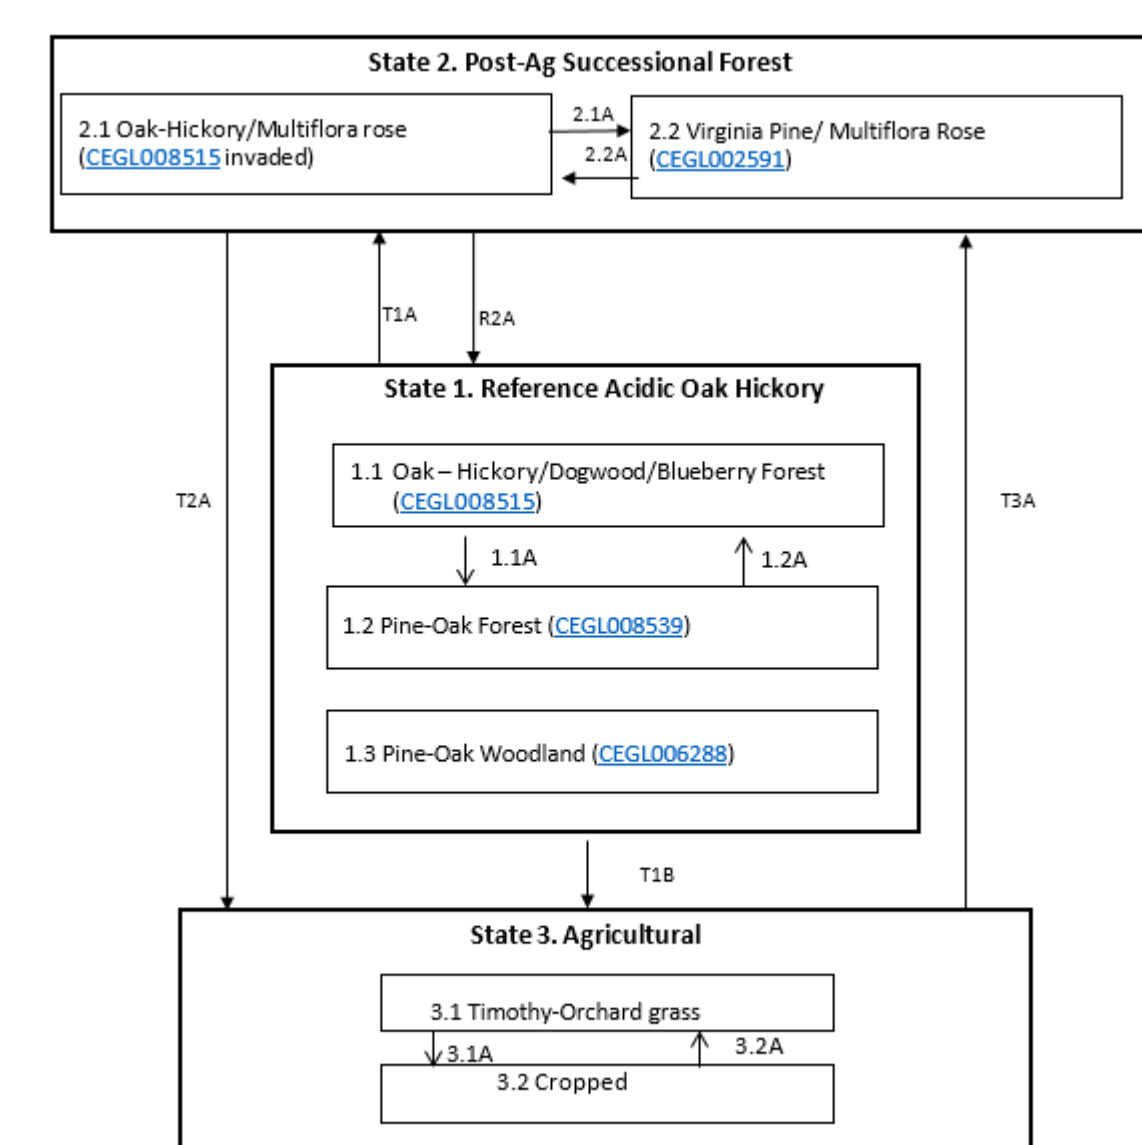 State 2. Post-Ag Successional Forest
2.1 Oak-Hickory/Multiflora rose
(CEGL008515 invaded)
2.1A
2.2A
2.2 Virginia Pine/ Multiflora Rose
(CEGL002591)
T1A
R2A
State 1. Reference Acidic Oak Hickory
1.1 Oak – Hickory/Dogwood/Blueberry Forest
(CEGL008515)
T2A
T3A
1.1A
1.2A
1.2 Pine-Oak Forest (CEGL008539)
1.3 Pine-Oak Woodland (CEGL006288)
T1B
State 3. Agricultural
3.1 Timothy-Orchard grass
3.1A
3.2A
3.2 Cropped